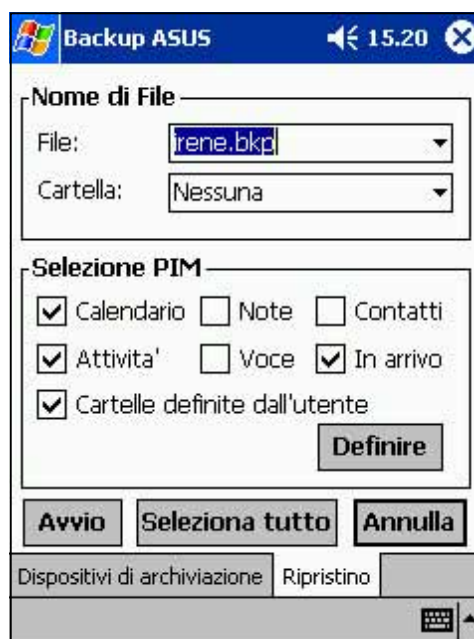 Backup ASUS 15.20
Nome di File
File: irene.bkp
Cartella: Nessuna
Selezione PIM
Calendario Note Contatti
Attivita' Voce In arrivo
Cartelle definite dall'utente
Definire
Avvio Seleziona tutto Annulla
Dispositivi di archiviazione Ripristino